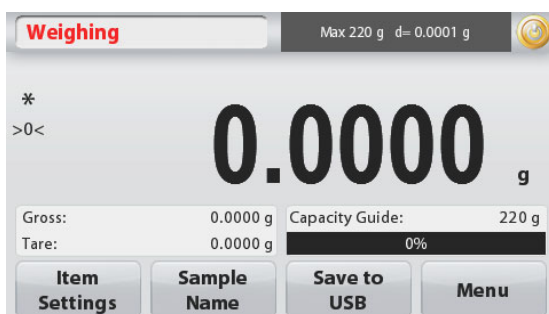 Weighing
Max 220 g d= 0.0001 g
*
>0<
0.0000 g
Gross: 0.0000 g
Tare: 0.0000 g
Capacity Guide: 220 g
0%
Item Settings
Sample Name
Save to USB
Menu